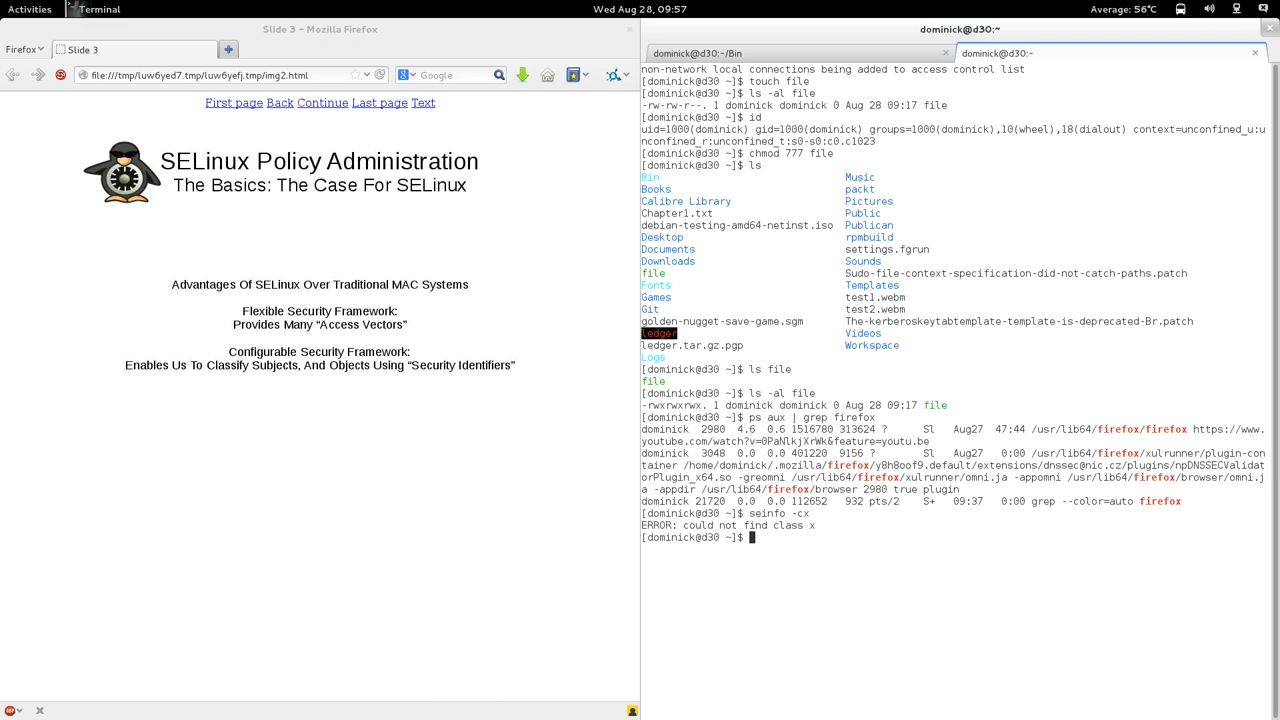 Activities
Terminal
Wed Aug 28, 09:57
Average: 56°C
Slide 3 – Mozilla Firefox
Firefox
Slide 3
file:///tmp/luw6yed7.tmp/luw6yefj.tmp/img2.html
Google
First page Back Continue Last page Text
SELinux Policy Administration
The Basics: The Case For SELinux
Advantages Of SELinux Over Traditional MAC Systems
Flexible Security Framework:
Provides Many “Access Vectors”
Configurable Security Framework:
Enables Us To Classify Subjects, And Objects Using “Security Identifiers”
ABP
dominick@d30:~
dominick@d30:~/Bin
dominick@d30:~
non-network local connections being added to access control list
[dominick@d30 ~]$ touch file
[dominick@d30 ~]$ ls -al file
-rw-rw-r--. 1 dominick dominick 0 Aug 28 09:17 file
[dominick@d30 ~]$ id
uid=1000(dominick) gid=1000(dominick) groups=1000(dominick),10(wheel),18(dialout) context=unconfined_u:u
nconfined_r:unconfined_t:s0-s0:c0.c1023
[dominick@d30 ~]$ chmod 777 file
[dominick@d30 ~]$ ls
Bin Music
Books packt
Calibre Library Pictures
Chapter1.txt Public
debian-testing-amd64-netinst.iso Publican
Desktop rpmbuild
Documents settings.fgrun
Downloads Sounds
file Sudo-file-context-specification-did-not-catch-paths.patch
Fonts Templates
Games test1.webm
Git test2.webm
golden-nugget-save-game.sgm The-kerberoskeytabtemplate-template-is-deprecated-Br.patch
ledger Videos
ledger.tar.gz.pgp Workspace
Logs
[dominick@d30 ~]$ ls file
file
[dominick@d30 ~]$ ls -al file
-rwxrwxrwx. 1 dominick dominick 0 Aug 28 09:17 file
[dominick@d30 ~]$ ps aux | grep firefox
dominick 2980 4.6 0.6 1516780 313624 ? Sl Aug27 47:44 /usr/lib64/firefox/firefox https://www.
youtube.com/watch?v=0PaNlkjXrWk&feature=youtu.be
dominick 3048 0.0 0.0 401220 9156 ? Sl Aug27 0:00 /usr/lib64/firefox/xulrunner/plugin-con
tainer /home/dominick/.mozilla/firefox/y8h8oof9.default/extensions/dnssec@nic.cz/plugins/npDNSSECValidat
orPlugin_x64.so -greomni /usr/lib64/firefox/xulrunner/omni.ja -appomni /usr/lib64/firefox/browser/omni.j
a -appdir /usr/lib64/firefox/browser 2980 true plugin
dominick 21720 0.0 0.0 112652 932 pts/2 S+ 09:37 0:00 grep --color=auto firefox
[dominick@d30 ~]$ seinfo -cx
ERROR: could not find class x
[dominick@d30 ~]$